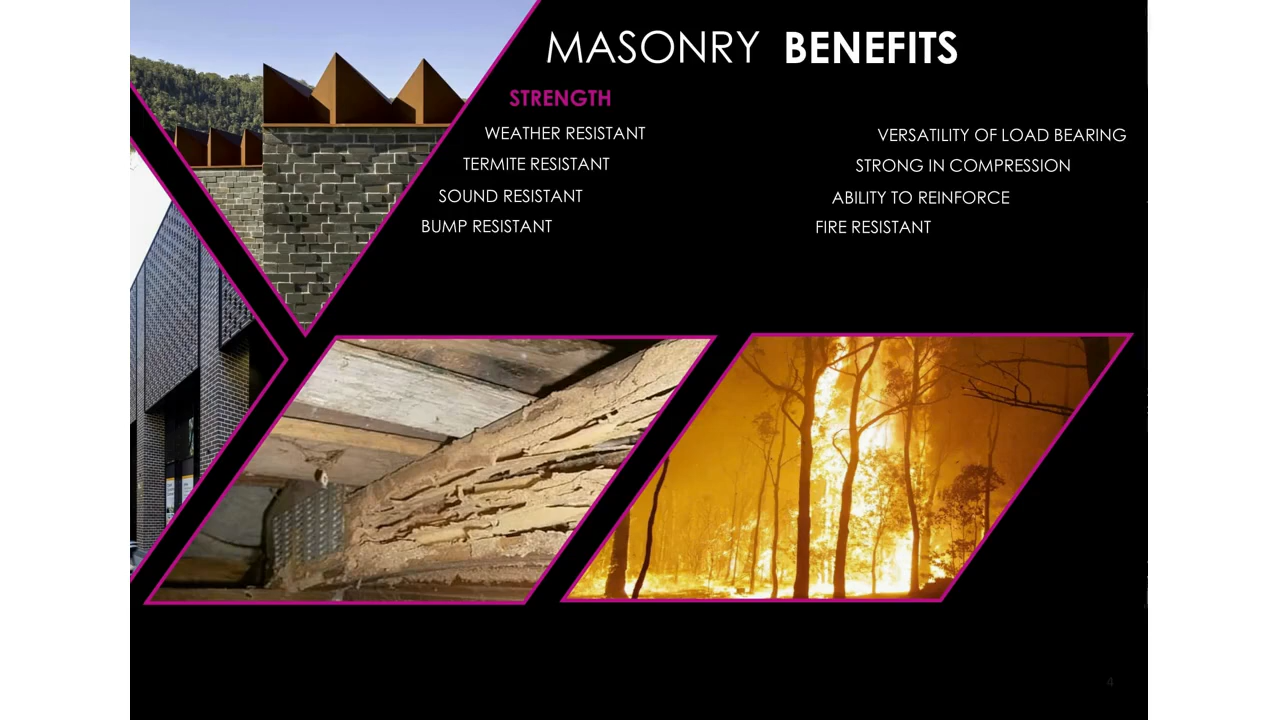 MASONRY BENEFITS
STRENGTH
WEATHER RESISTANT
TERMITE RESISTANT
SOUND RESISTANT
BUMP RESISTANT
VERSATILITY OF LOAD BEARING
STRONG IN COMPRESSION
ABILITY TO REINFORCE
FIRE RESISTANT
4